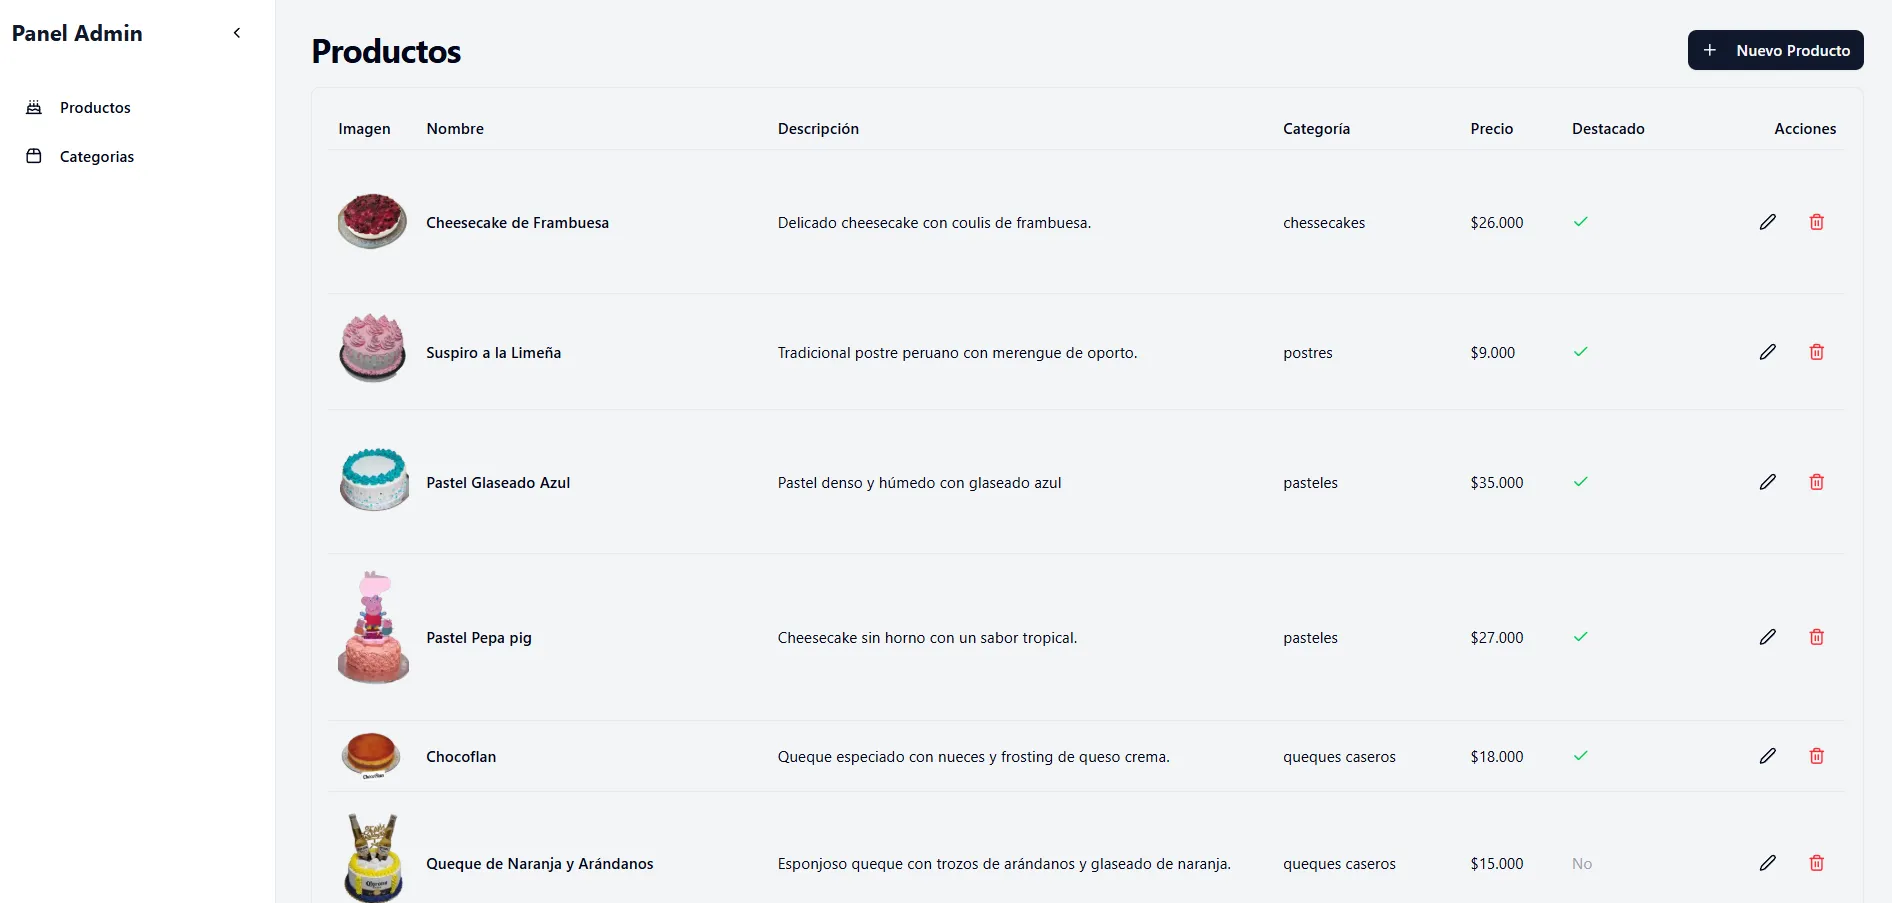 Panel Admin
Productos
Categorias
Productos
Nuevo Producto
Imagen Nombre Descripción Categoría Precio Destacado Acciones
Cheesecake de Frambuesa Delicado cheesecake con coulis de frambuesa. chessecakes $26.000
Suspiro a la Limeña Tradicional postre peruano con merengue de oporto. postres $9.000
Pastel Glaseado Azul Pastel denso y húmedo con glaseado azul pasteles $35.000
Pastel Pepa pig Cheesecake sin horno con un sabor tropical. pasteles $27.000
Chocoflan Queque especiado con nueces y frosting de queso crema. queques caseros $18.000
Chocoflan
Queque de Naranja y Arándanos Esponjoso queque con trozos de arándanos y glaseado de naranja. queques caseros $15.000 No
Corona